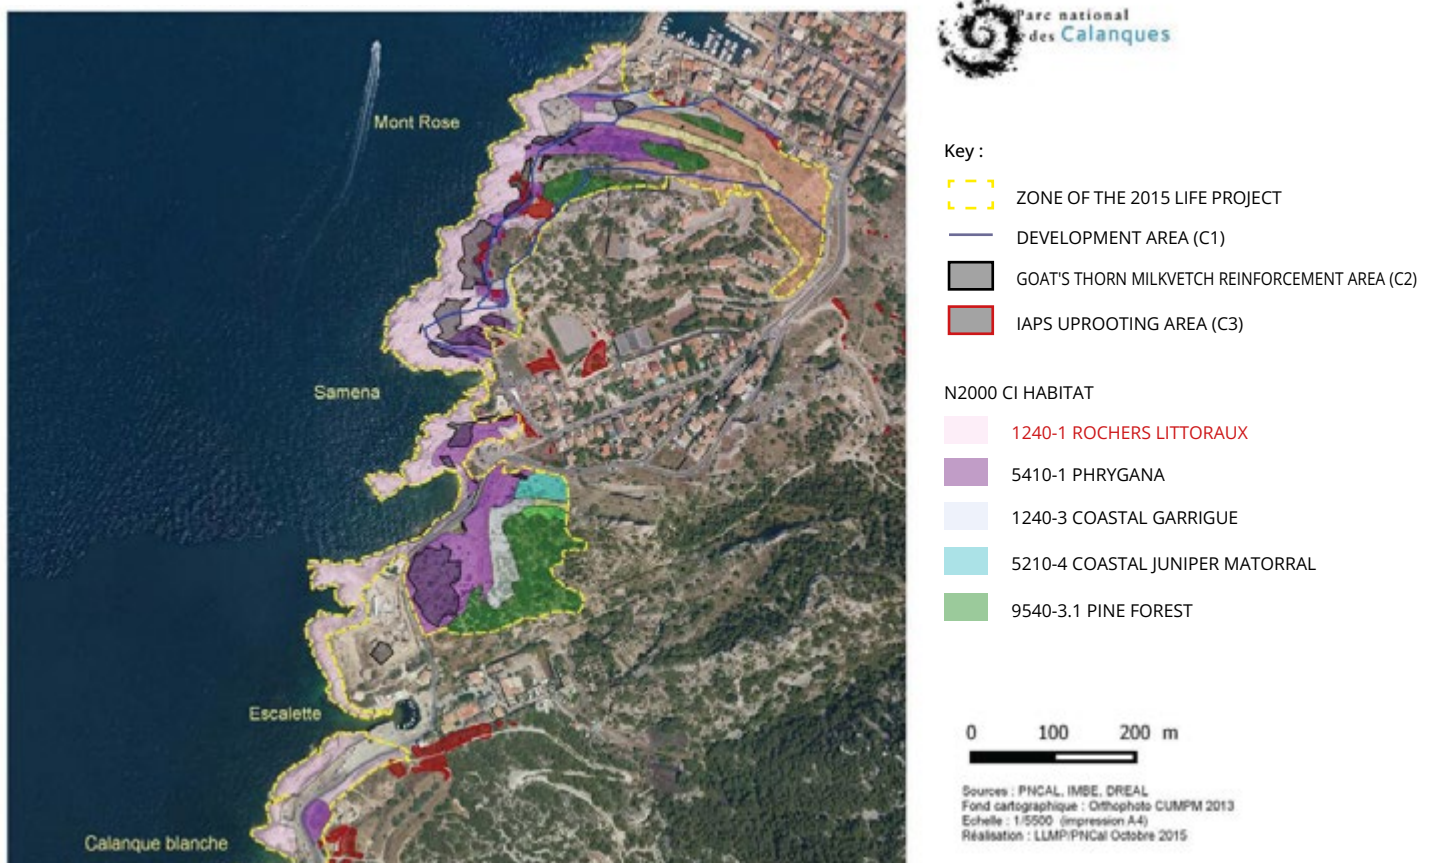 Parc national
des Calanques
Mont Rose
Samena
Escalette
Calanque blanche
Key :
ZONE OF THE 2015 LIFE PROJECT
DEVELOPMENT AREA (C1)
GOAT'S THORN MILKVETCH REINFORCEMENT AREA (C2)
IAPS UPROOTING AREA (C3)
N2000 CI HABITAT
1240-1 ROCHERS LITTORAUX
5410-1 PHRYGANA
1240-3 COASTAL GARRIGUE
5210-4 COASTAL JUNIPER MATORRAL
9540-3.1 PINE FOREST
0 100 200 m
Sources : PNCAL, IMBE, DREAL
Fond cartographique : Orthophoto CUMPM 2013
Echelle : 1/5500 (impression A4)
Réalisation : LLMP/PNCal Octobre 2015